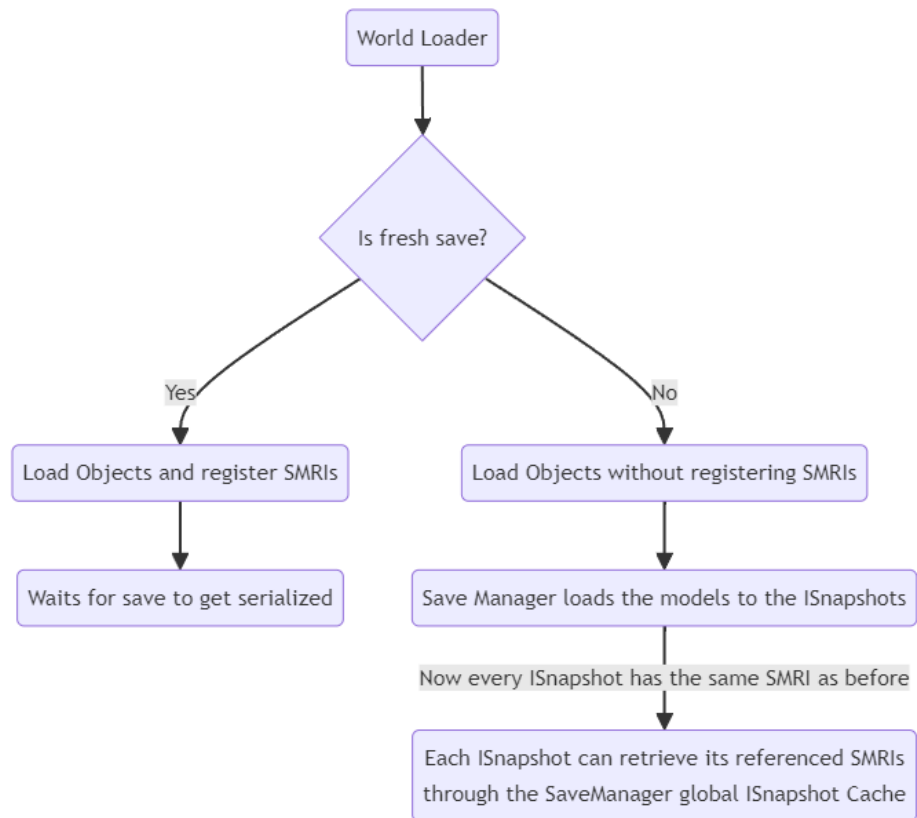 World Loader
Is fresh save?
Yes
No
Load Objects and register SMRIs
Load Objects without registering SMRIs
Waits for save to get serialized
Save Manager loads the models to the ISnapshots
Now every ISnapshot has the same SMRI as before
Each ISnapshot can retrieve its referenced SMRIs
through the SaveManager global ISnapshot Cache